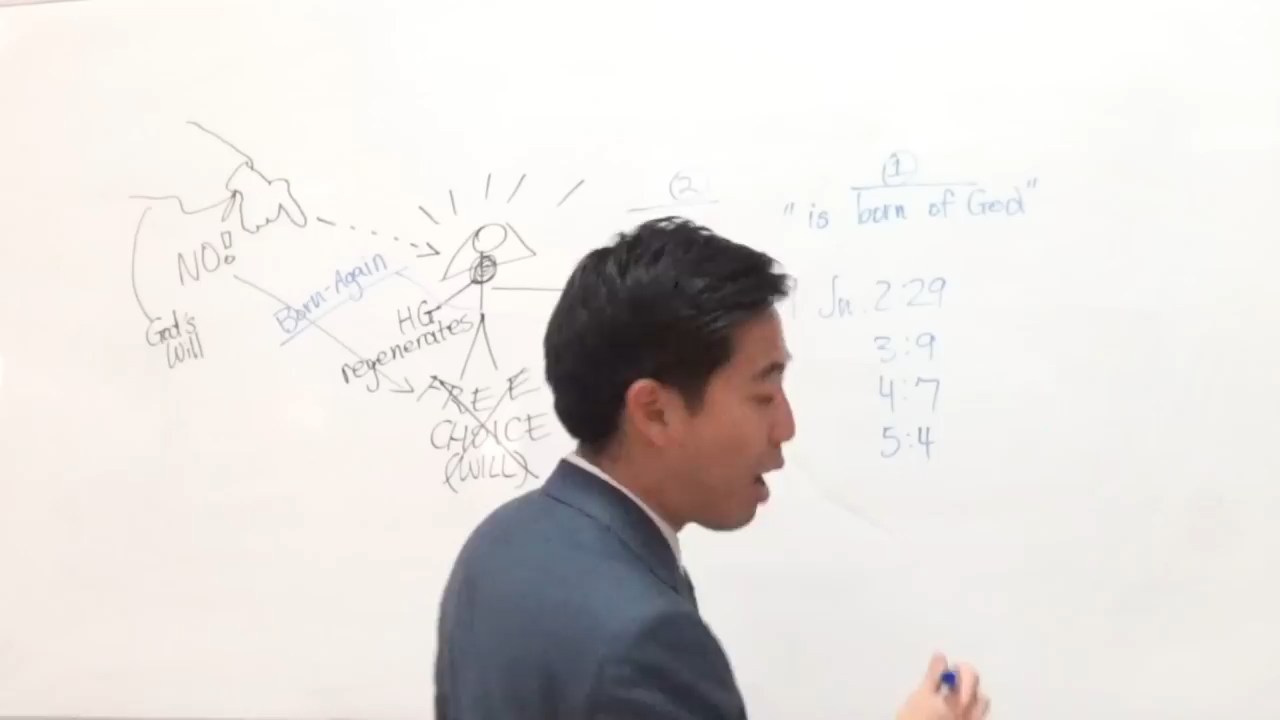 NO!
God's
Will
Born-Again
HG
regenerates
FREE
CHOICE
(WILL)
(2)
(1)
"is born of God"
1 Jn. 2:29
3:9
4:7
5:4